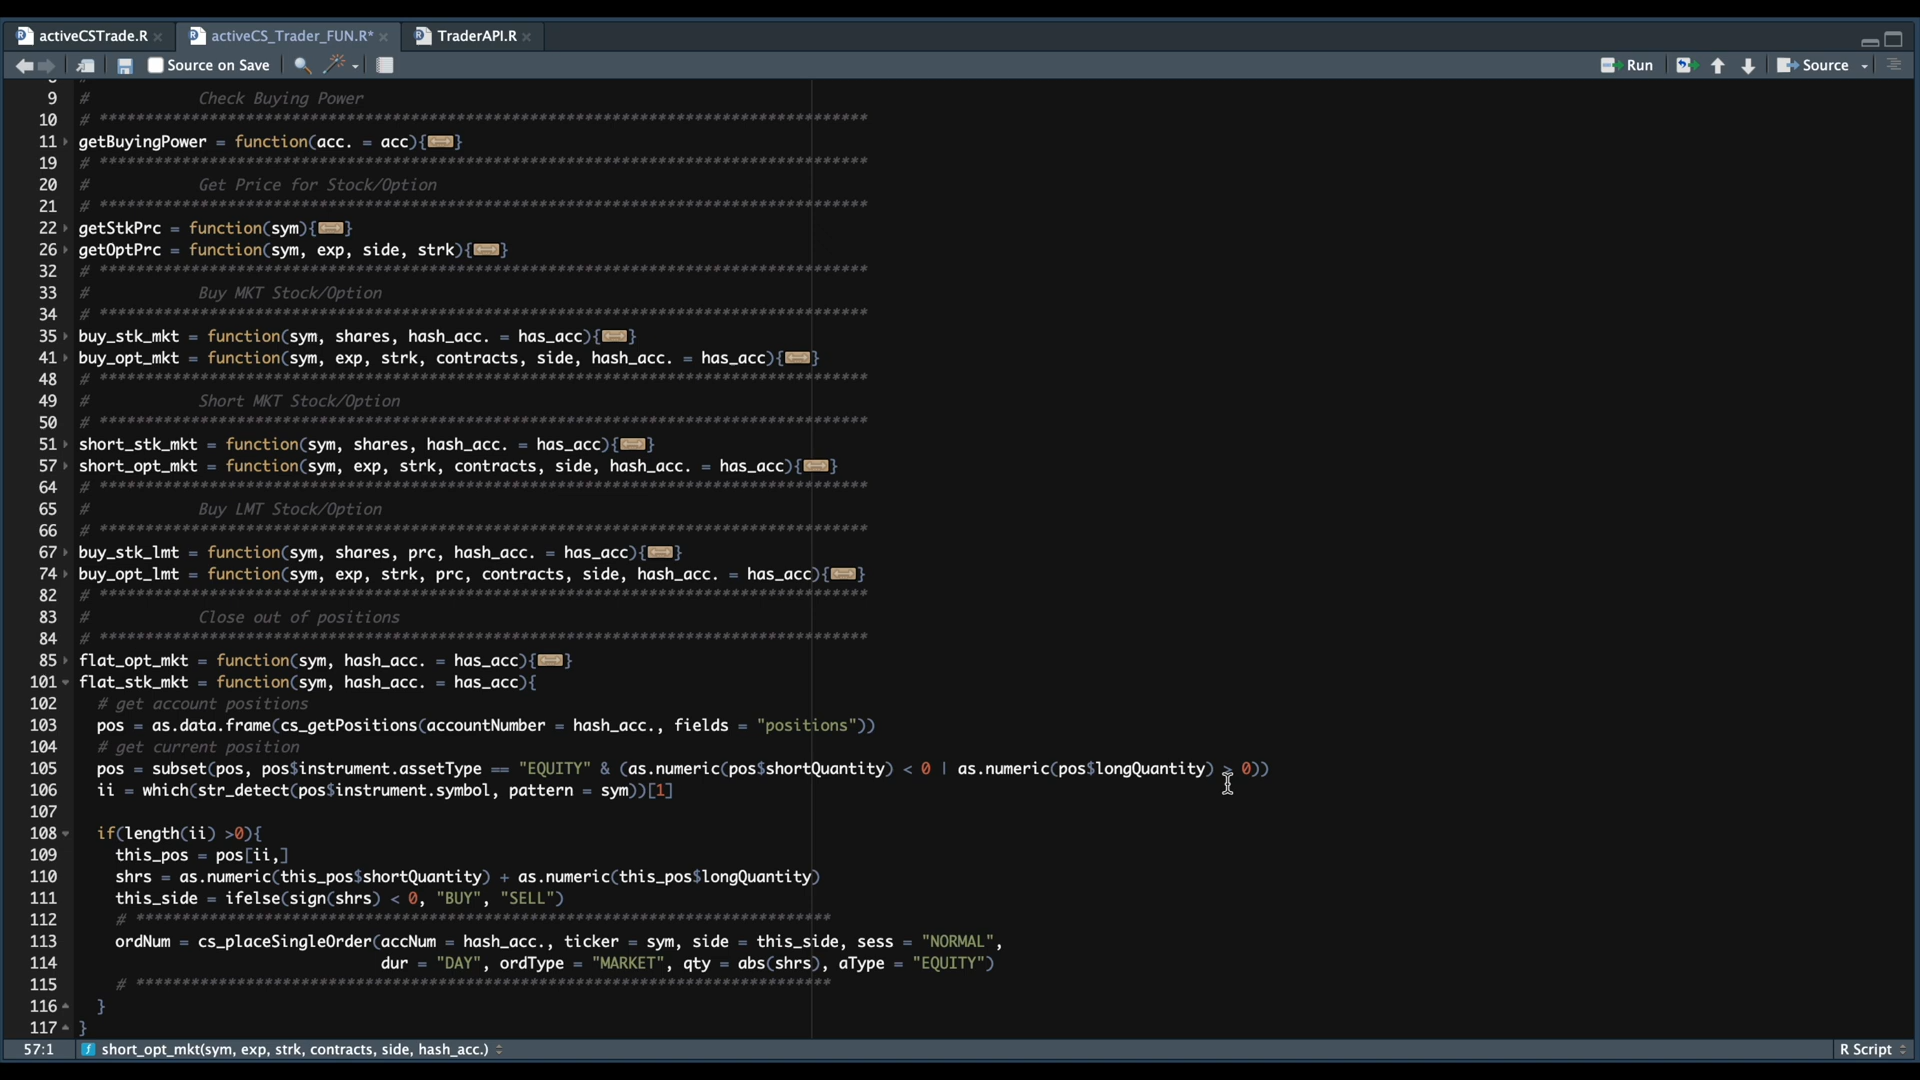 activeCSTrade.R × activeCS_Trader_FUN.R* × TraderAPI.R ×
Source on Save Run Source
9 # Check Buying Power
10 # ************************************************************************************
11 getBuyingPower = function(acc. = acc){}
19 # ************************************************************************************
20 # Get Price for Stock/Option
21 # ************************************************************************************
22 getStkPrc = function(sym){}
26 getOptPrc = function(sym, exp, side, strk){}
32 # ************************************************************************************
33 # Buy MKT Stock/Option
34 # ************************************************************************************
35 buy_stk_mkt = function(sym, shares, hash_acc. = has_acc){}
41 buy_opt_mkt = function(sym, exp, strk, contracts, side, hash_acc. = has_acc){}
48 # ************************************************************************************
49 # Short MKT Stock/Option
50 # ************************************************************************************
51 short_stk_mkt = function(sym, shares, hash_acc. = has_acc){}
57 short_opt_mkt = function(sym, exp, strk, contracts, side, hash_acc. = has_acc){}
64 # ************************************************************************************
65 # Buy LMT Stock/Option
66 # ************************************************************************************
67 buy_stk_lmt = function(sym, shares, prc, hash_acc. = has_acc){}
74 buy_opt_lmt = function(sym, exp, strk, prc, contracts, side, hash_acc. = has_acc){}
82 # ************************************************************************************
83 # Close out of positions
84 # ************************************************************************************
85 flat_opt_mkt = function(sym, hash_acc. = has_acc){}
101 flat_stk_mkt = function(sym, hash_acc. = has_acc){
102 # get account positions
103 pos = as.data.frame(cs_getPositions(accountNumber = hash_acc., fields = "positions"))
104 # get current position
105 pos = subset(pos, pos$instrument.assetType == "EQUITY" & (as.numeric(pos$shortQuantity) < 0 | as.numeric(pos$longQuantity) > 0))
106 ii = which(str_detect(pos$instrument.symbol, pattern = sym))[1]
107
108 if(length(ii) >0){
109 this_pos = pos[ii,]
110 shrs = as.numeric(this_pos$shortQuantity) + as.numeric(this_pos$longQuantity)
111 this_side = ifelse(sign(shrs) < 0, "BUY", "SELL")
112 # ****************************************************************************
113 ordNum = cs_placeSingleOrder(accNum = hash_acc., ticker = sym, side = this_side, sess = "NORMAL",
114 dur = "DAY", ordType = "MARKET", qty = abs(shrs), aType = "EQUITY")
115 # ****************************************************************************
116 }
117 }
57:1 short_opt_mkt(sym, exp, strk, contracts, side, hash_acc.) R Script